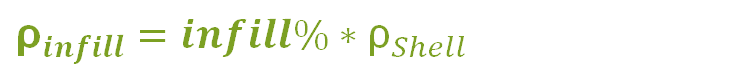 ρinfill = infill% * ρShell